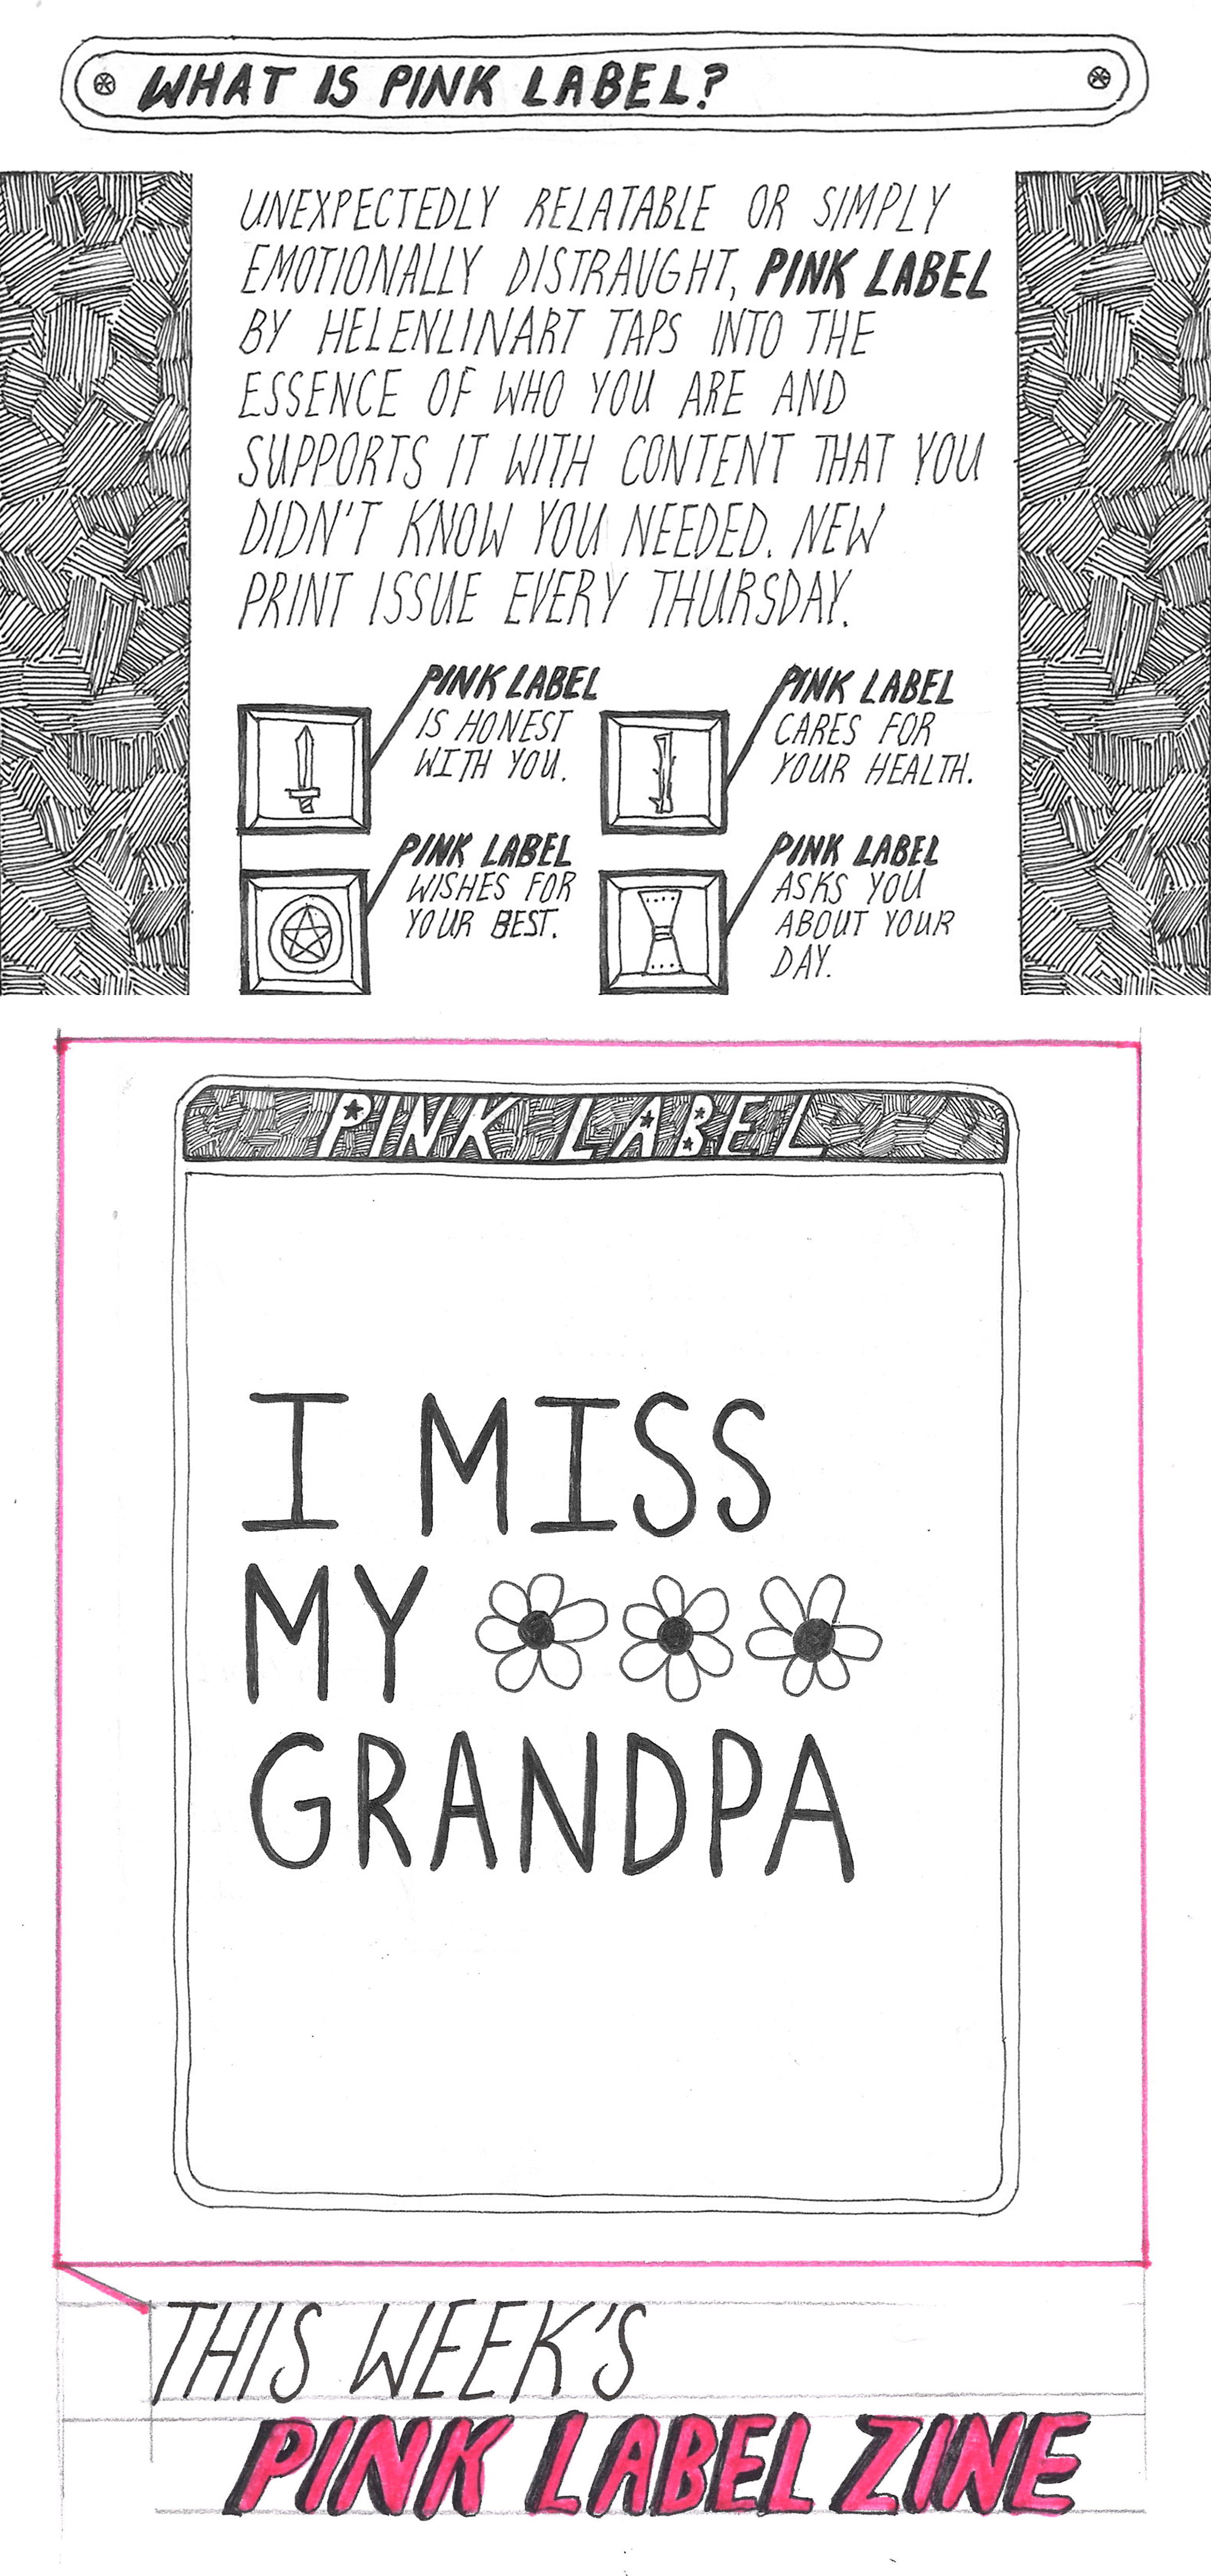 WHAT IS PINK LABEL?
UNEXPECTEDLY RELATABLE OR SIMPLY
EMOTIONALLY DISTRAUGHT, PINK LABEL
BY HELENLINART TAPS INTO THE
ESSENCE OF WHO YOU ARE AND
SUPPORTS IT WITH CONTENT THAT YOU
DIDN'T KNOW YOU NEEDED. NEW
PRINT ISSUE EVERY THURSDAY.
PINK LABEL
IS HONEST
WITH YOU.
PINK LABEL
CARES FOR
YOUR HEALTH.
PINK LABEL
WISHES FOR
YOUR BEST.
PINK LABEL
ASKS YOU
ABOUT YOUR
DAY.
PINK LABEL
I MISS
MY
GRANDPA
THIS WEEK'S
PINK LABEL ZINE